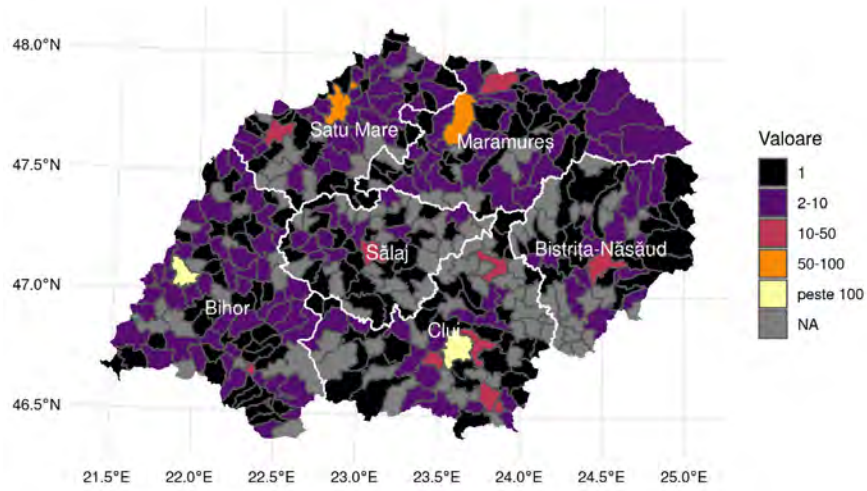 48.0°N
47.5°N
47.0°N
46.5°N
Satu Mare
Maramureș
Sălaj
Bistrița-Năsăud
Bihor
Cluj
21.5°E 22.0°E 22.5°E 23.0°E 23.5°E 24.0°E 24.5°E 25.0°E
Valoare
1
2-10
10-50
50-100
peste 100
NA